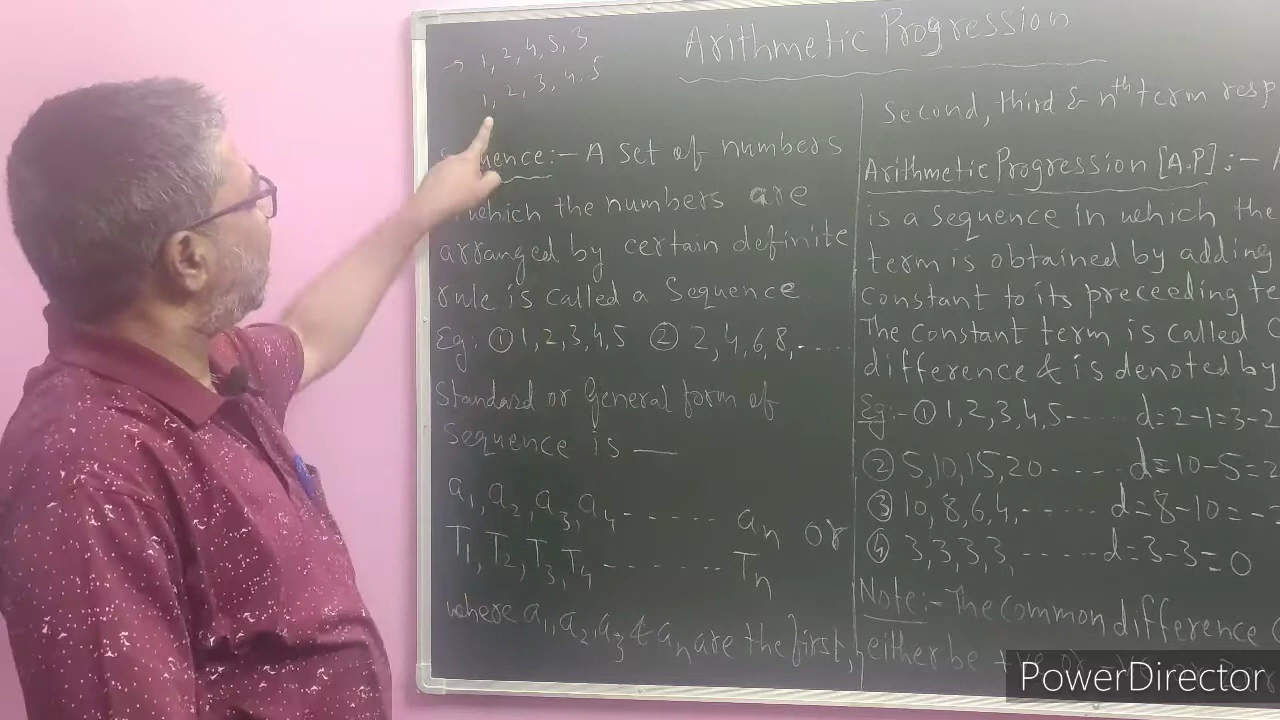 Arithmetic Progression
→ 1, 2, 4, 5, 3
1, 2, 3, 4, 5
:- A set of numbers
which the numbers are
arranged by certain definite
rule is called a sequence
Eg: ① 1, 2, 3, 4, 5 ② 2, 4, 6, 8, .....
Standard or General form of
Sequence is —
a₁, a₂, a₃, a₄ ------ aₙ or
T₁, T₂, T₃, T₄ -------- Tₙ
where a₁, a₂, a₃ & aₙ are the first,
Second, third & nᵗʰ term resp
Arithmetic Progression [A.P] :-
is a sequence in which the
term is obtained by adding
constant to its preceeding te
The constant term is called
difference & is denoted by
Eg:- ① 1, 2, 3, 4, 5 ----- d=2-1=3-2
② 5, 10, 15, 20 ----- d=10-5=
③ 10, 8, 6, 4, ------ d=8-10=-
④ 3, 3, 3, 3, ------ d=3-3=0
Note:- The Common difference
either be +ve or
PowerDirector